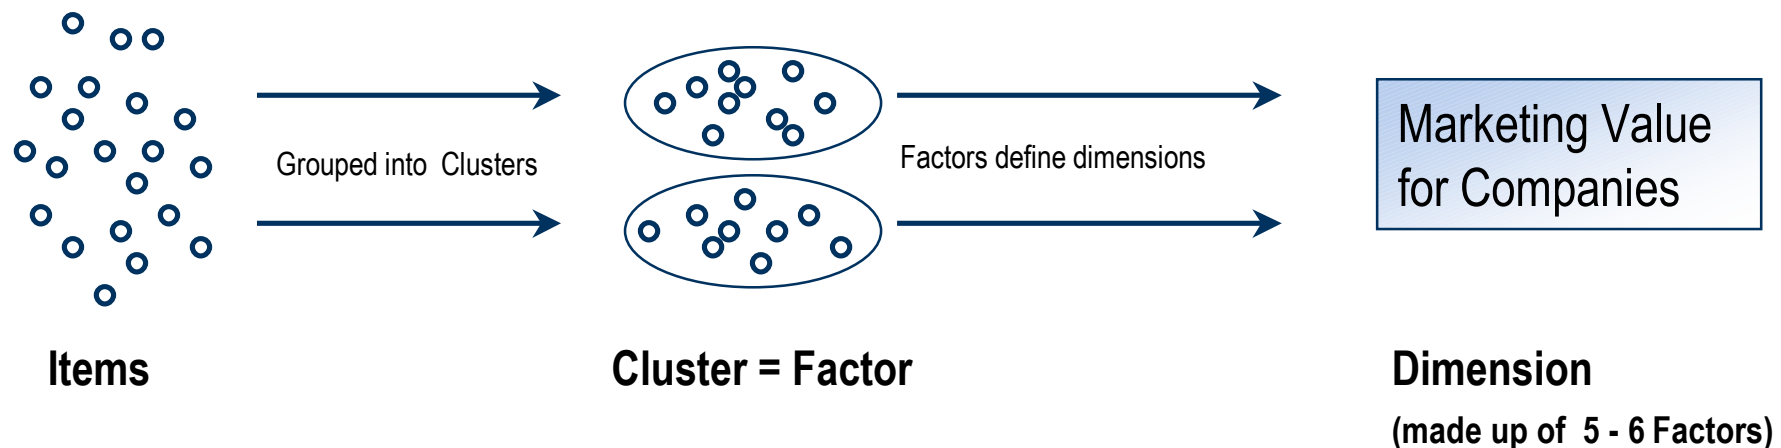 Grouped into Clusters
Factors define dimensions
Marketing Value
for Companies
Items
Cluster = Factor
Dimension
(made up of 5 - 6 Factors)